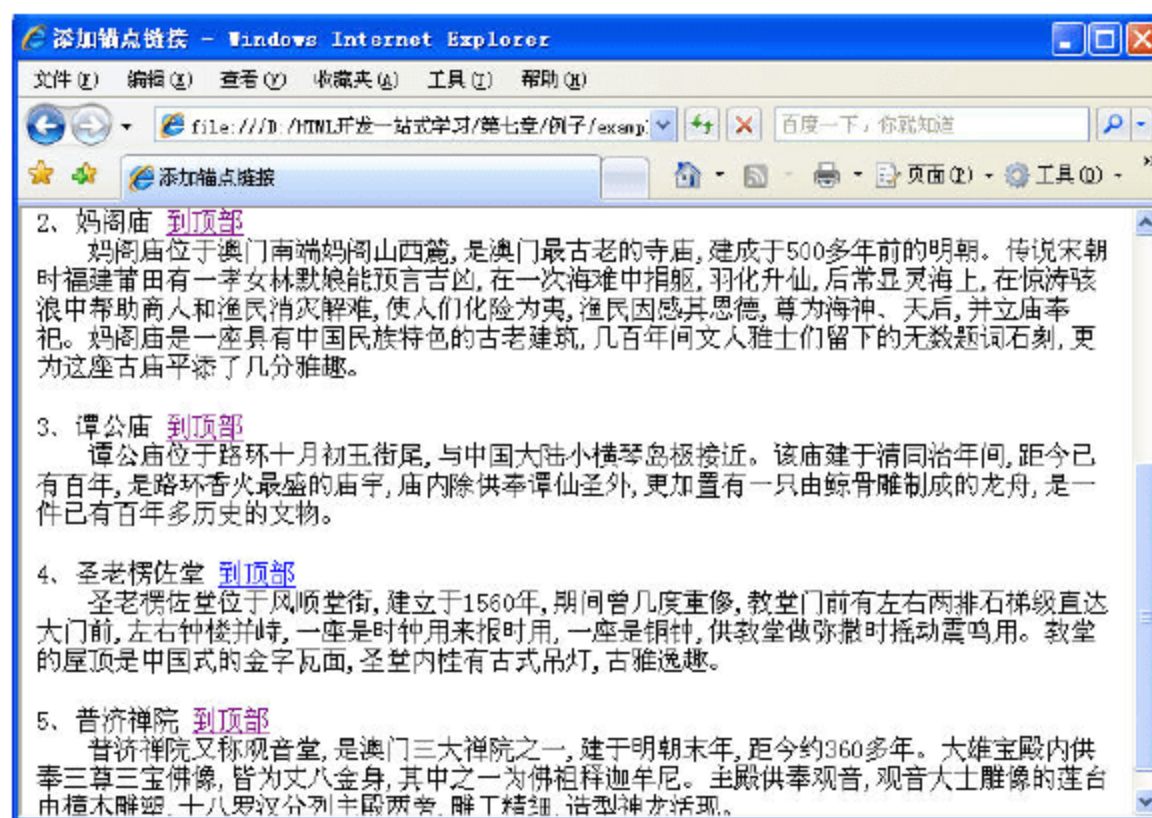 添加锚点链接 - Windows Internet Explorer
文件(F) 编辑(E) 查看(V) 收藏夹(A) 工具(T) 帮助(H)
file:///D:/HTML开发一站式学习/第七章/例子/examp 百度一下，你就知道
添加锚点链接 页面(P) 工具(O)
2、妈阁庙 到顶部
妈阁庙位于澳门南端妈阁山西麓，是澳门最古老的寺庙，建成于500多年前的明朝。传说宋朝
时福建莆田有一孝女林默娘能预言吉凶，在一次海难中捐躯，羽化升仙，后常显灵海上，在惊涛骇
浪中帮助商人和渔民消灾解难，使人们化险为夷，渔民因感其恩德，尊为海神、天后，并立庙奉
祀。妈阁庙是一座具有中国民族特色的古老建筑，几百年间文人雅士们留下的无数题词石刻，更
为这座古庙平添了几分雅趣。
3、谭公庙 到顶部
谭公庙位于路环十月初五街尾，与中国大陆小横琴岛极接近。该庙建于清同治年间，距今已
有百年，是路环香火最盛的庙宇，庙内除供奉谭仙圣外，更加置有一只由鲸骨雕制成的龙舟，是一
件已有百年多历史的文物。
4、圣老楞佐堂 到顶部
圣老楞佐堂位于风顺堂街，建立于1560年，期间曾几度重修，教堂门前有左右两排石梯级直达
大门前，左右钟楼并峙，一座是时钟用来报时用，一座是铜钟，供教堂做弥撒时摇动震鸣用。教堂
的屋顶是中国式的金字瓦面，圣堂内桂有古式吊灯，古雅逸趣。
5、普济禅院 到顶部
普济禅院又称观音堂，是澳门三大禅院之一，建于明朝末年，距今约360多年。大雄宝殿内供
奉三尊三宝佛像，皆为丈八金身，其中之一为佛祖释迦牟尼。主殿供奉观音，观音大士雕像的莲台
由檀木雕塑，十八罗汉分列主殿两旁，雕工精细，造型神龙活现。